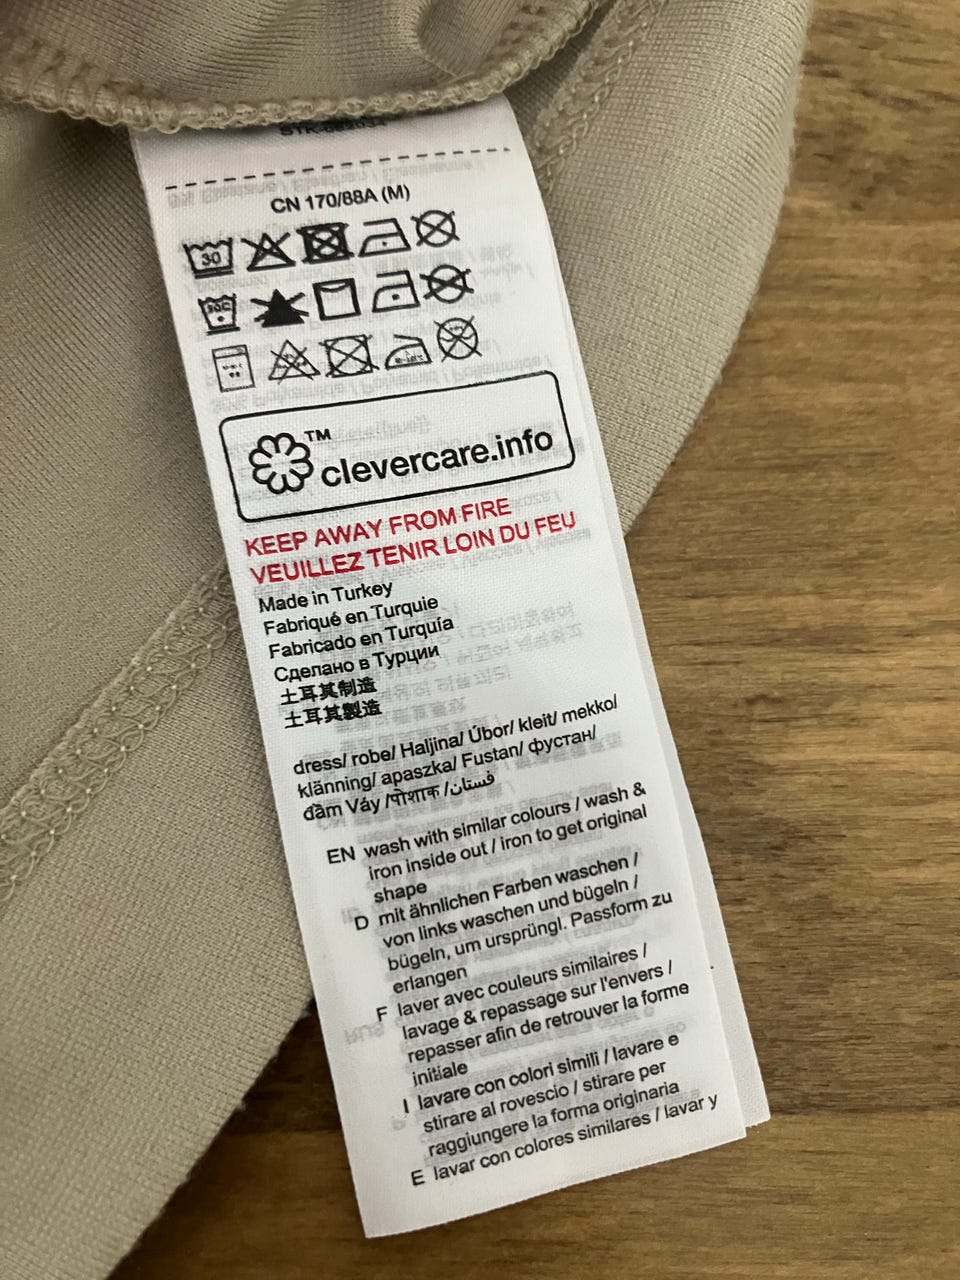 CN 170/88A (M)
30
30C
TM
clevercare.info
KEEP AWAY FROM FIRE
VEUILLEZ TENIR LOIN DU FEU
Made in Turkey
Fabriqué en Turquie
Fabricado en Turquía
Сделано в Турции
土耳其制造
土耳其製造
dress/ robe/ Haljina/ Úbor/ kleit/ mekko/
klänning/ apaszka/ Fustan/ фустан/
đầm Váy /पोशाक /فستان
EN wash with similar colours / wash &
iron inside out / iron to get original
shape
D mit ähnlichen Farben waschen /
von links waschen und bügeln /
bügeln, um ursprüngl. Passform zu
erlangen
F laver avec couleurs similaires /
lavage & repassage sur l'envers /
repasser afin de retrouver la forme
initiale
I lavare con colori simili / lavare e
stirare al rovescio / stirare per
raggiungere la forma originaria
E lavar con colores similares / lavar y